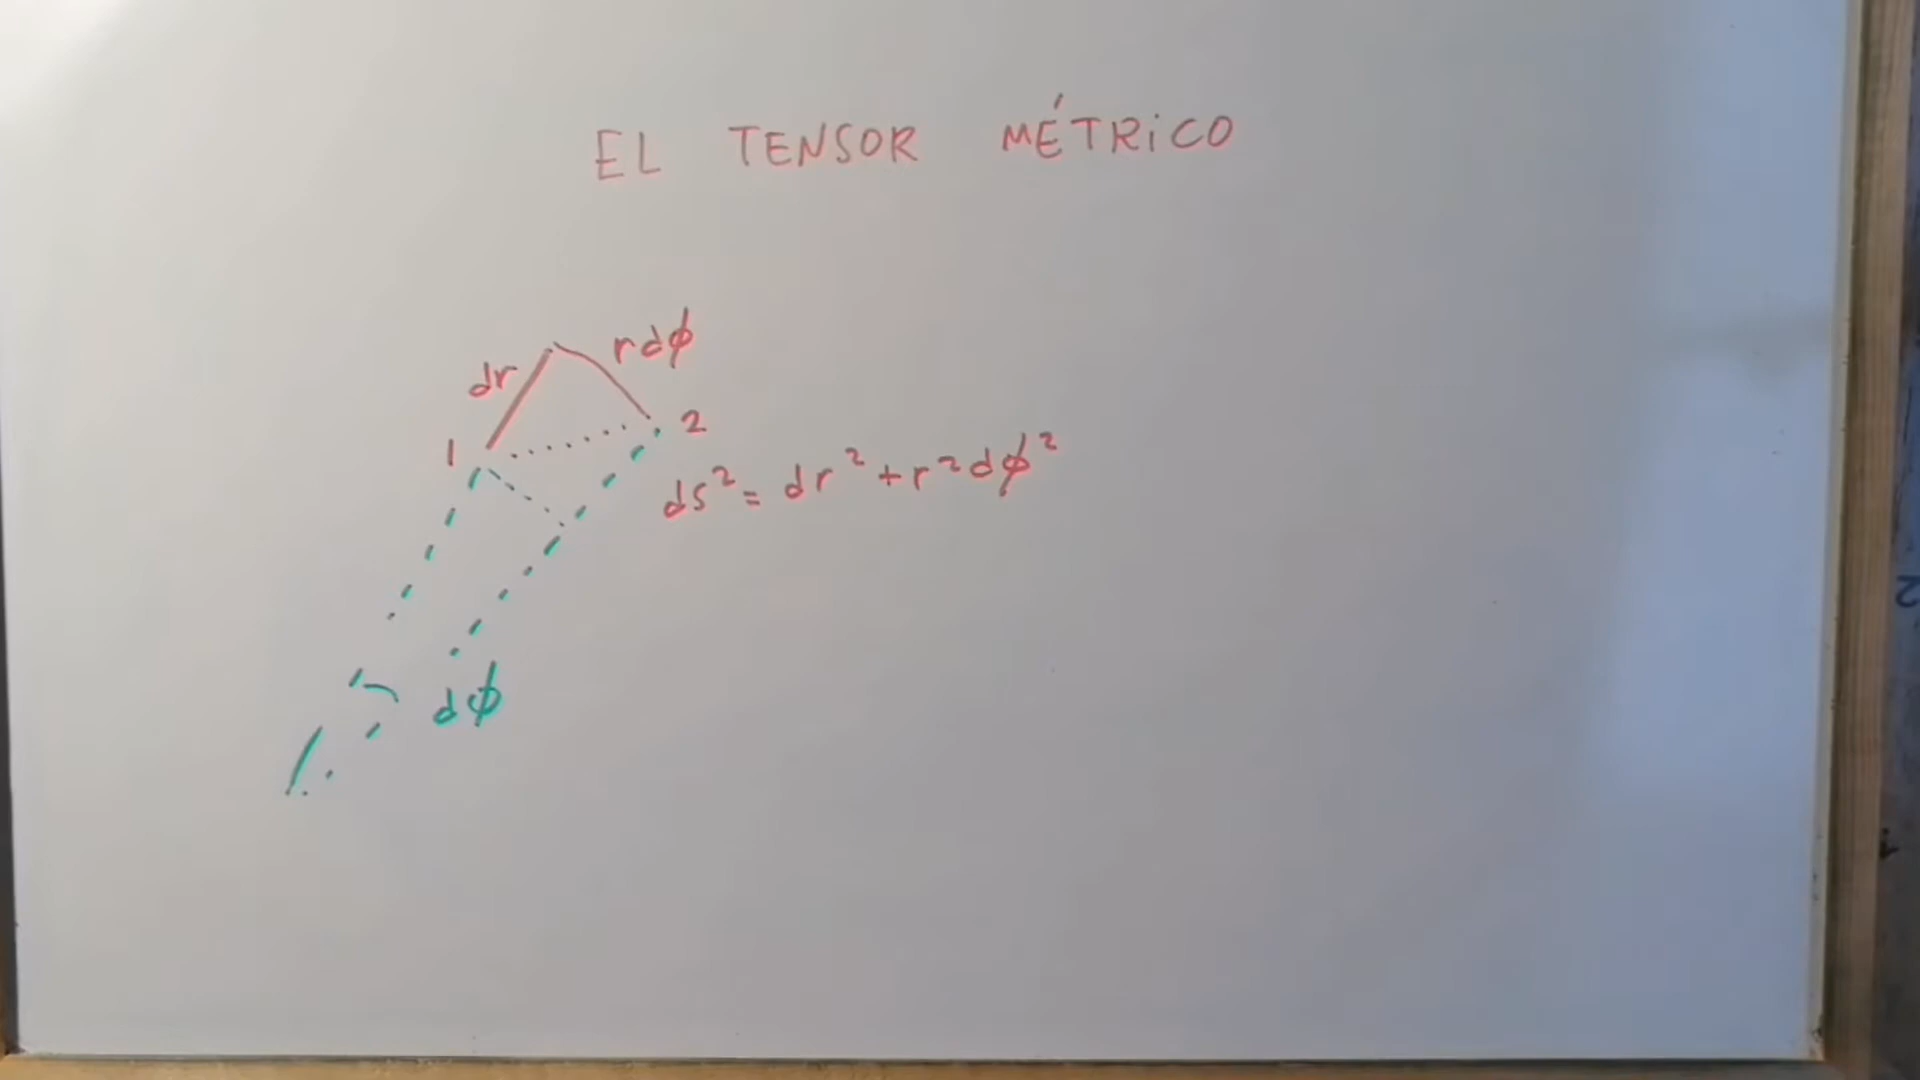 EL TENSOR MÉTRiCO
dr
rdϕ
1
2
ds² = dr² + r²dϕ²
dϕ